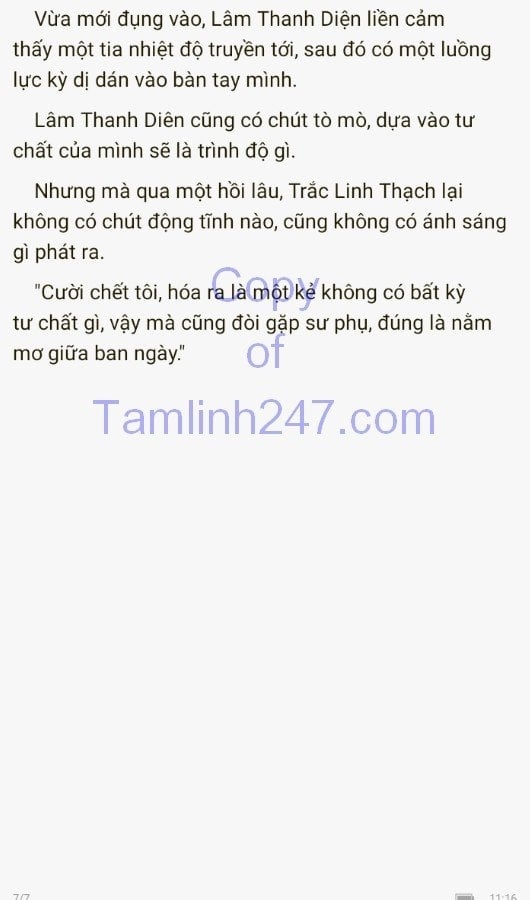 Vừa mới đụng vào, Lâm Thanh Diện liền cảm
thấy một tia nhiệt độ truyền tới, sau đó có một luồng
lực kỳ dị dán vào bàn tay mình.
Lâm Thanh Diên cũng có chút tò mò, dựa vào tư
chất của mình sẽ là trình độ gì.
Nhưng mà qua một hồi lâu, Trắc Linh Thạch lại
không có chút động tĩnh nào, cũng không có ánh sáng
gì phát ra.
"Cười chết tôi, hóa ra là một kẻ không có bất kỳ
tư chất gì, vậy mà cũng đòi gặp sư phụ, đúng là nằm
mơ giữa ban ngày."
Copy
of
Tamlinh247.com
7/7
11:16